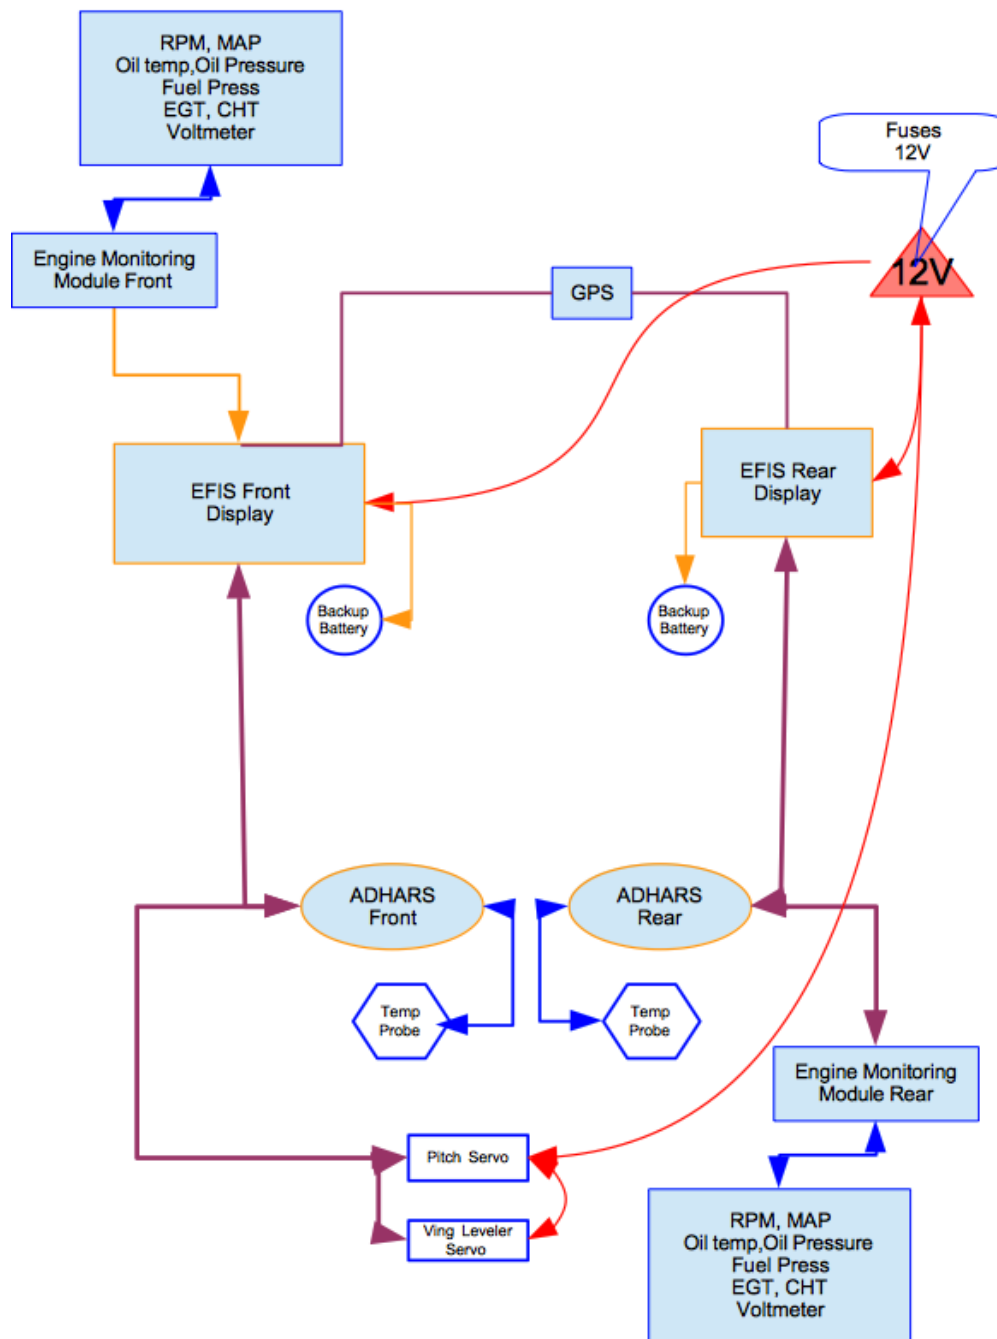 RPM, MAP
Oil temp,Oil Pressure
Fuel Press
EGT, CHT
Voltmeter
Fuses
12V
Engine Monitoring
Module Front
12V
GPS
EFIS Front
Display
EFIS Rear
Display
Backup
Battery
Backup
Battery
ADHARS
Front
ADHARS
Rear
Temp
Probe
Temp
Probe
Engine Monitoring
Module Rear
Pitch Servo
Ving Leveler
Servo
RPM, MAP
Oil temp,Oil Pressure
Fuel Press
EGT, CHT
Voltmeter